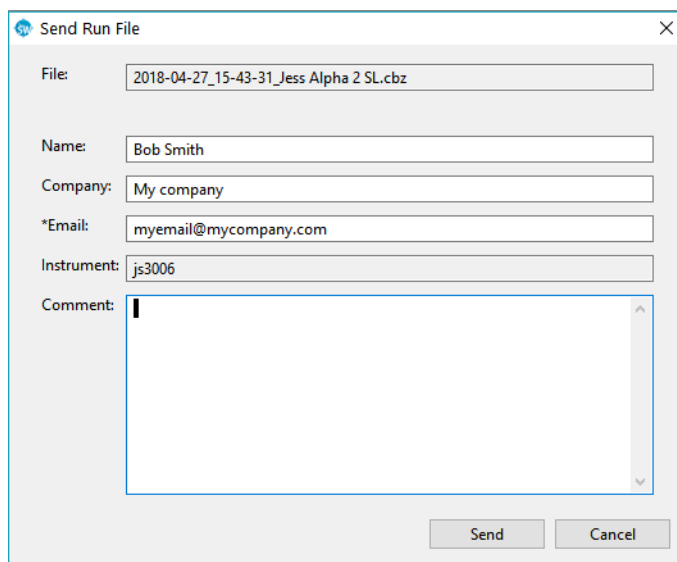 SW Send Run File
File: 2018-04-27_15-43-31_Jess Alpha 2 SL.cbz
Name: Bob Smith
Company: My company
*Email: myemail@mycompany.com
Instrument: js3006
Comment:
Send Cancel